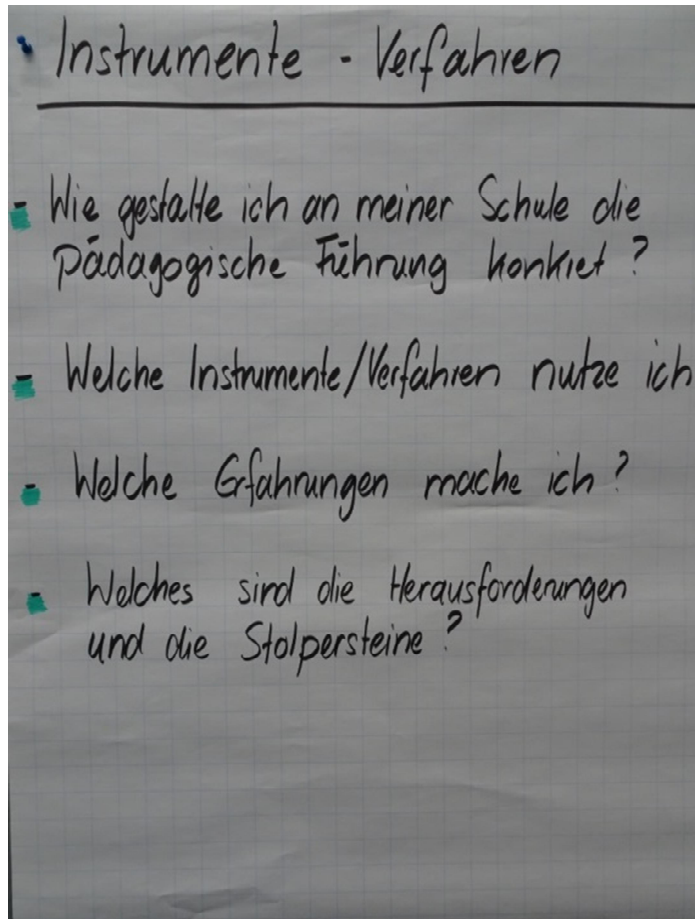 Instrumente - Verfahren
- Wie gestalte ich an meiner Schule die
Pädagogische Führung konkret ?
- Welche Instrumente/Verfahren nutze ich
- Welche Erfahrungen mache ich ?
- Welches sind die Herausforderungen
und die Stolpersteine ?